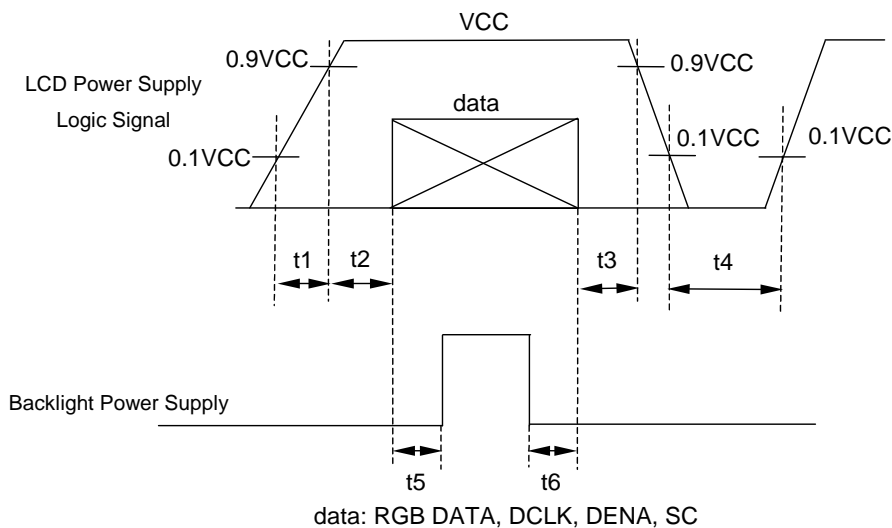 VCC
0.9VCC
0.9VCC
LCD Power Supply
data
Logic Signal
0.1VCC
0.1VCC
0.1VCC
t1
t2
t3
t4
Backlight Power Supply
t5
t6
data: RGB DATA, DCLK, DENA, SC